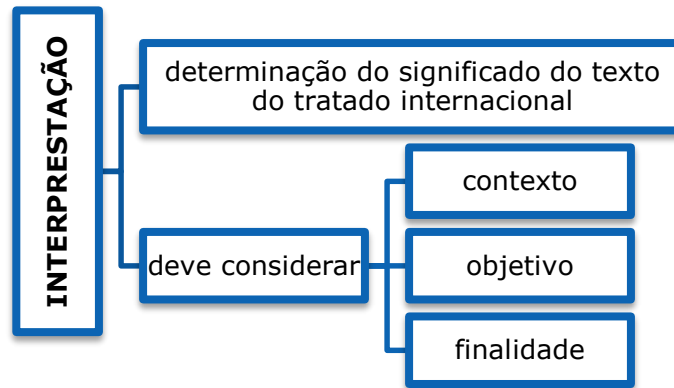 INTERPRESTAÇÃO
determinação do significado do texto
do tratado internacional
deve considerar
contexto
objetivo
finalidade